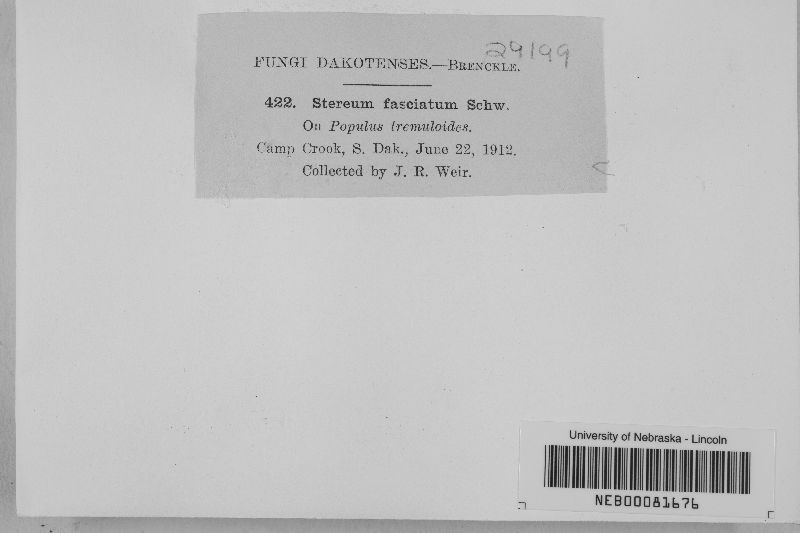 29199
FUNGI DAKOTENSES.—BRENCKLE.
422. Stereum fasciatum Schw.
On Populus tremuloides.
Camp Crook, S. Dak., June 22, 1912.
Collected by J. R. Weir.
University of Nebraska - Lincoln
NEB00081676